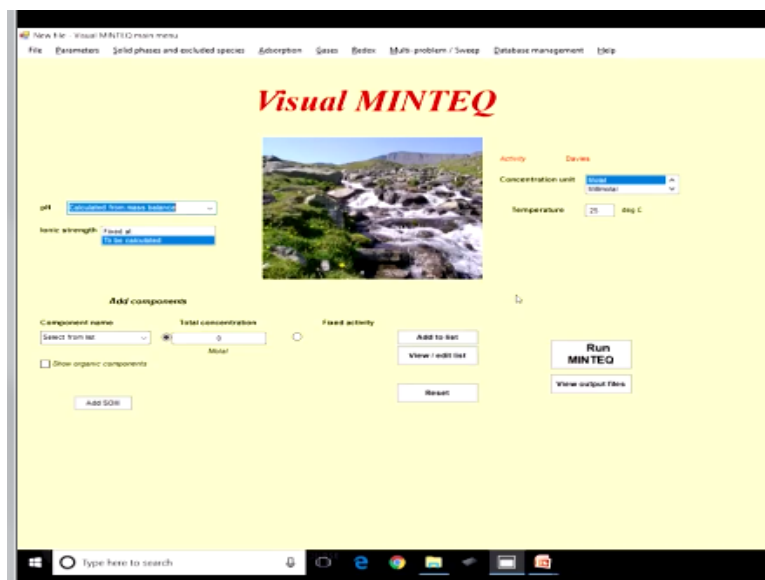 New file - Visual MINTEQ main menu
File Parameters Solid phases and excluded species Adsorption Gases Redox Multi-problem / Sweep Database management Help
Visual MINTEQ
Activity Davies
Concentration unit Molal
Millimolal
pH Calculated from mass balance
Temperature 25 deg C
Ionic strength Fixed at
To be calculated
Add components
Component name Total concentration Fixed activity
Select from list 0 Add to list
Molal View / edit list
Show organic components
Run
MINTEQ
View output files
Reset
Add SOH
Type here to search